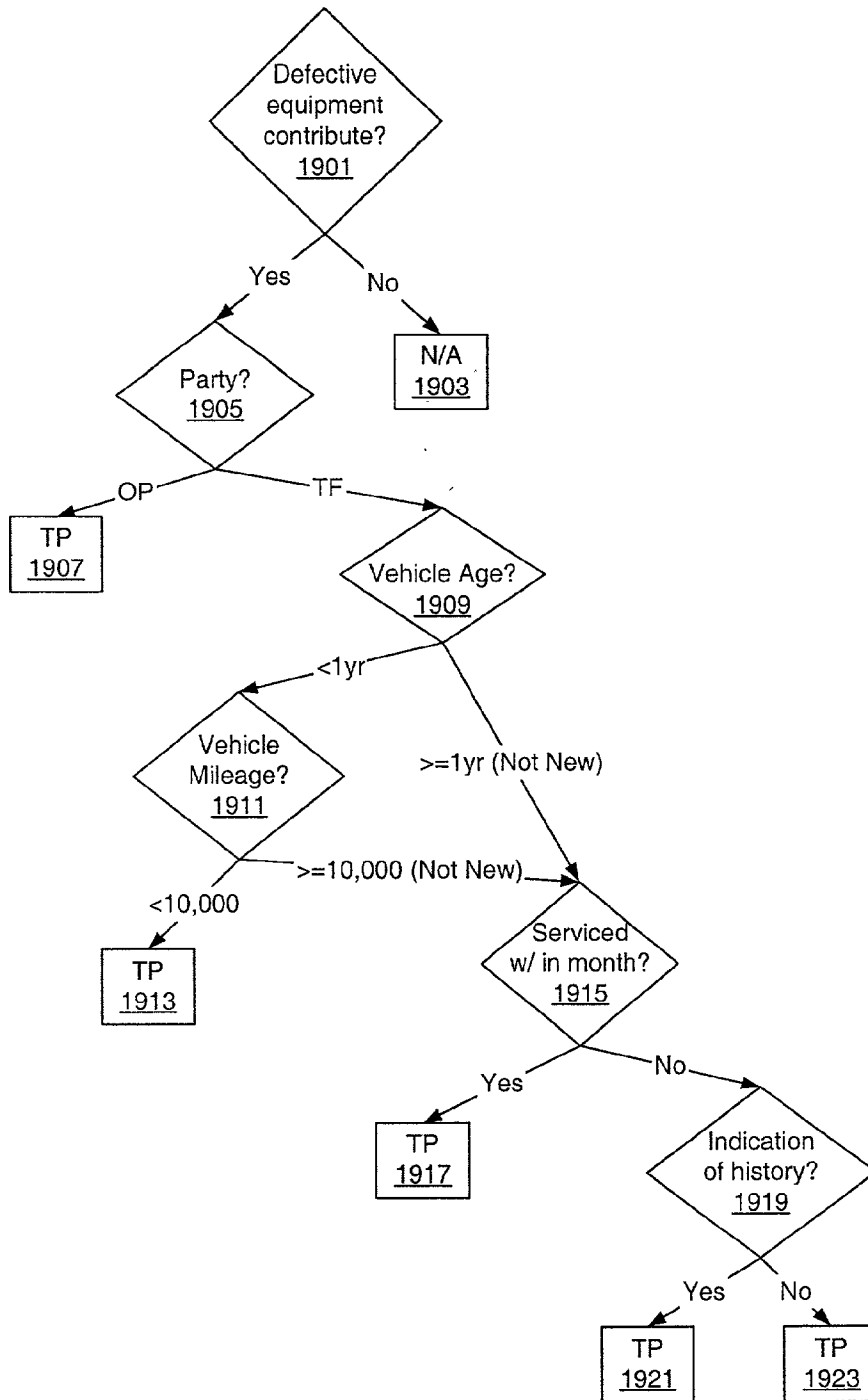 Defective
equipment
contribute?
1901
Yes
No
Party?
1905
N/A
1903
OP
TF
TP
1907
Vehicle Age?
1909
<1yr
Vehicle
Mileage?
1911
>=1yr (Not New)
>=10,000 (Not New)
<10,000
TP
1913
Serviced
w/ in month?
1915
Yes
No
TP
1917
Indication
of history?
1919
Yes
No
TP
1921
TP
1923